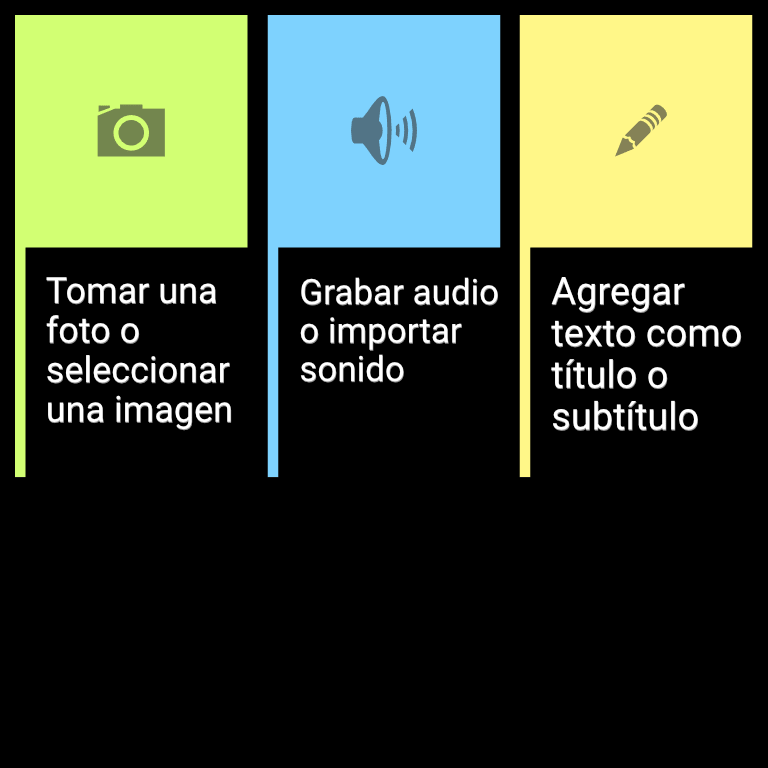 Tomar una
foto o
seleccionar
una imagen
Grabar audio
o importar
sonido
Agregar
texto como
título o
subtítulo